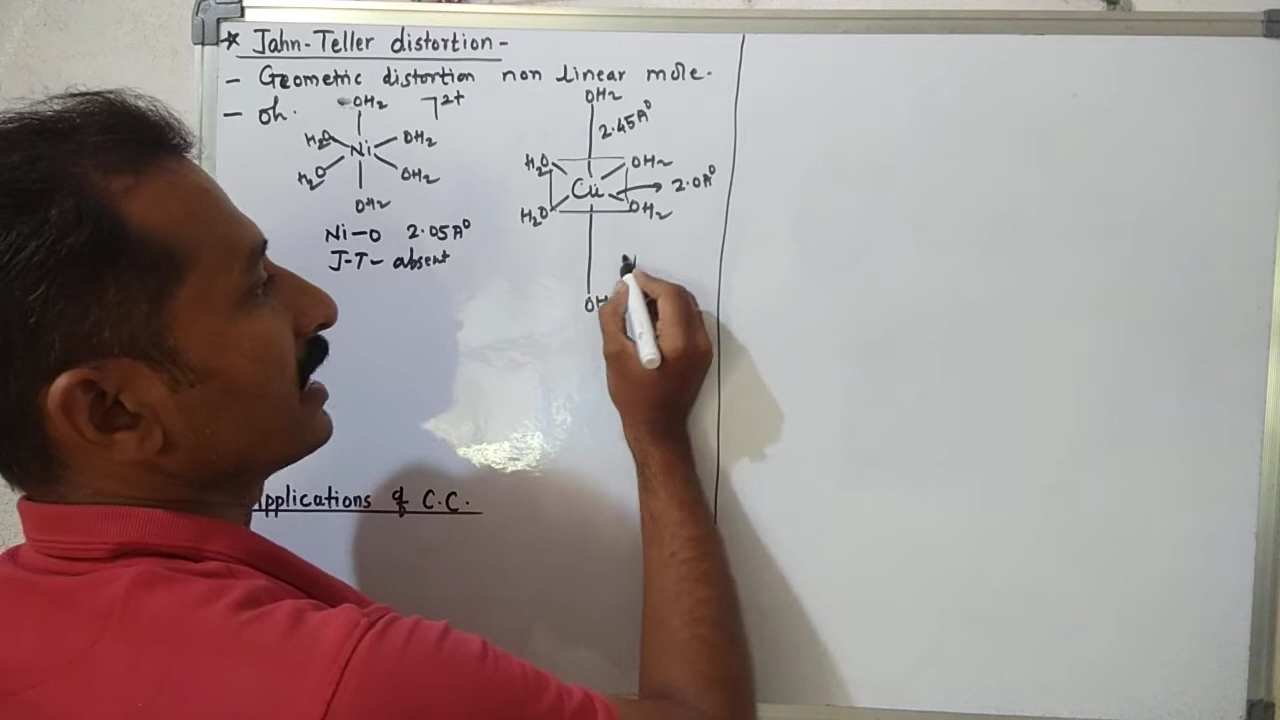 * Jahn-Teller distortion-
- Geometric distortion non linear mole.
- oh.
OH2 ⁊2+
H2O OH2
Ni
H2O OH2
OH2
Ni-O 2.05A°
J-T- absent
OH2
2.45A°
H2O OH2
Cu → 2.0A°
H2O OH2
OH
Applications of C.C.